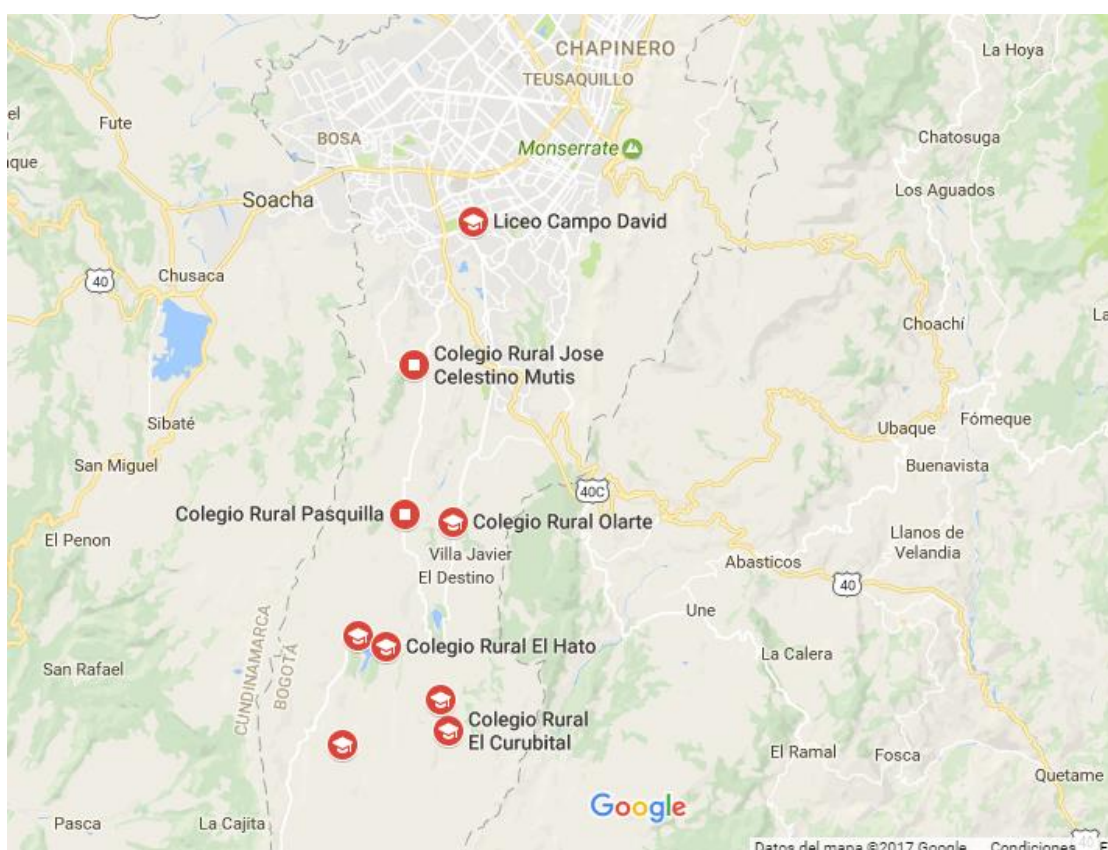 CHAPINERO
La Hoya
TEUSAQUILLO
Fute
BOSA
Monserrate
Chatosuga
Los Aguados
Soacha
Liceo Campo David
Chusaca
40
Choachí
Colegio Rural Jose
Celestino Mutis
Sibaté
Fómeque
Ubaque
San Miguel
Buenavista
40C
Colegio Rural Pasquilla
Colegio Rural Olarte
El Penon
Llanos de
Velandia
Villa Javier
El Destino
Abasticos
40
Une
Colegio Rural El Hato
La Calera
San Rafael
CUNDINAMARCA
BOGOTÁ
Colegio Rural
El Curubital
El Ramal
Fosca
Quetame
Google
Pasca
La Cajita
Datos del mapa ©2017 Google
Condiciones
40